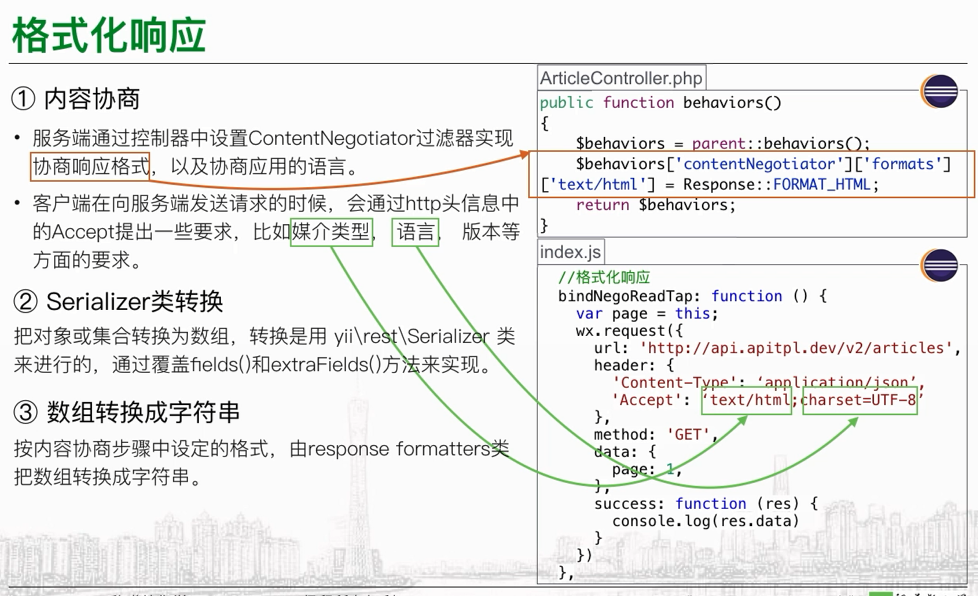 格式化响应
① 内容协商
• 服务端通过控制器中设置ContentNegotiator过滤器实现
协商响应格式，以及协商应用的语言。
• 客户端在向服务端发送请求的时候，会通过http头信息中
的Accept提出一些要求，比如媒介类型， 语言， 版本等
方面的要求。
② Serializer类转换
把对象或集合转换为数组，转换是用 yii\rest\Serializer 类
来进行的，通过覆盖fields()和extraFields()方法来实现。
③ 数组转换成字符串
按内容协商步骤中设定的格式，由response formatters类
把数组转换成字符串。
ArticleController.php
public function behaviors()
{
$behaviors = parent::behaviors();
$behaviors['contentNegotiator']['formats']
['text/html'] = Response::FORMAT_HTML;
return $behaviors;
}
index.js
//格式化响应
bindNegoReadTap: function () {
var page = this;
wx.request({
url: 'http://api.apitpl.dev/v2/articles',
header: {
'Content-Type': ‘application/json’,
'Accept': ‘text/html;charset=UTF-8’
},
method: 'GET',
data: {
page: 1,
},
success: function (res) {
console.log(res.data)
}
})
},